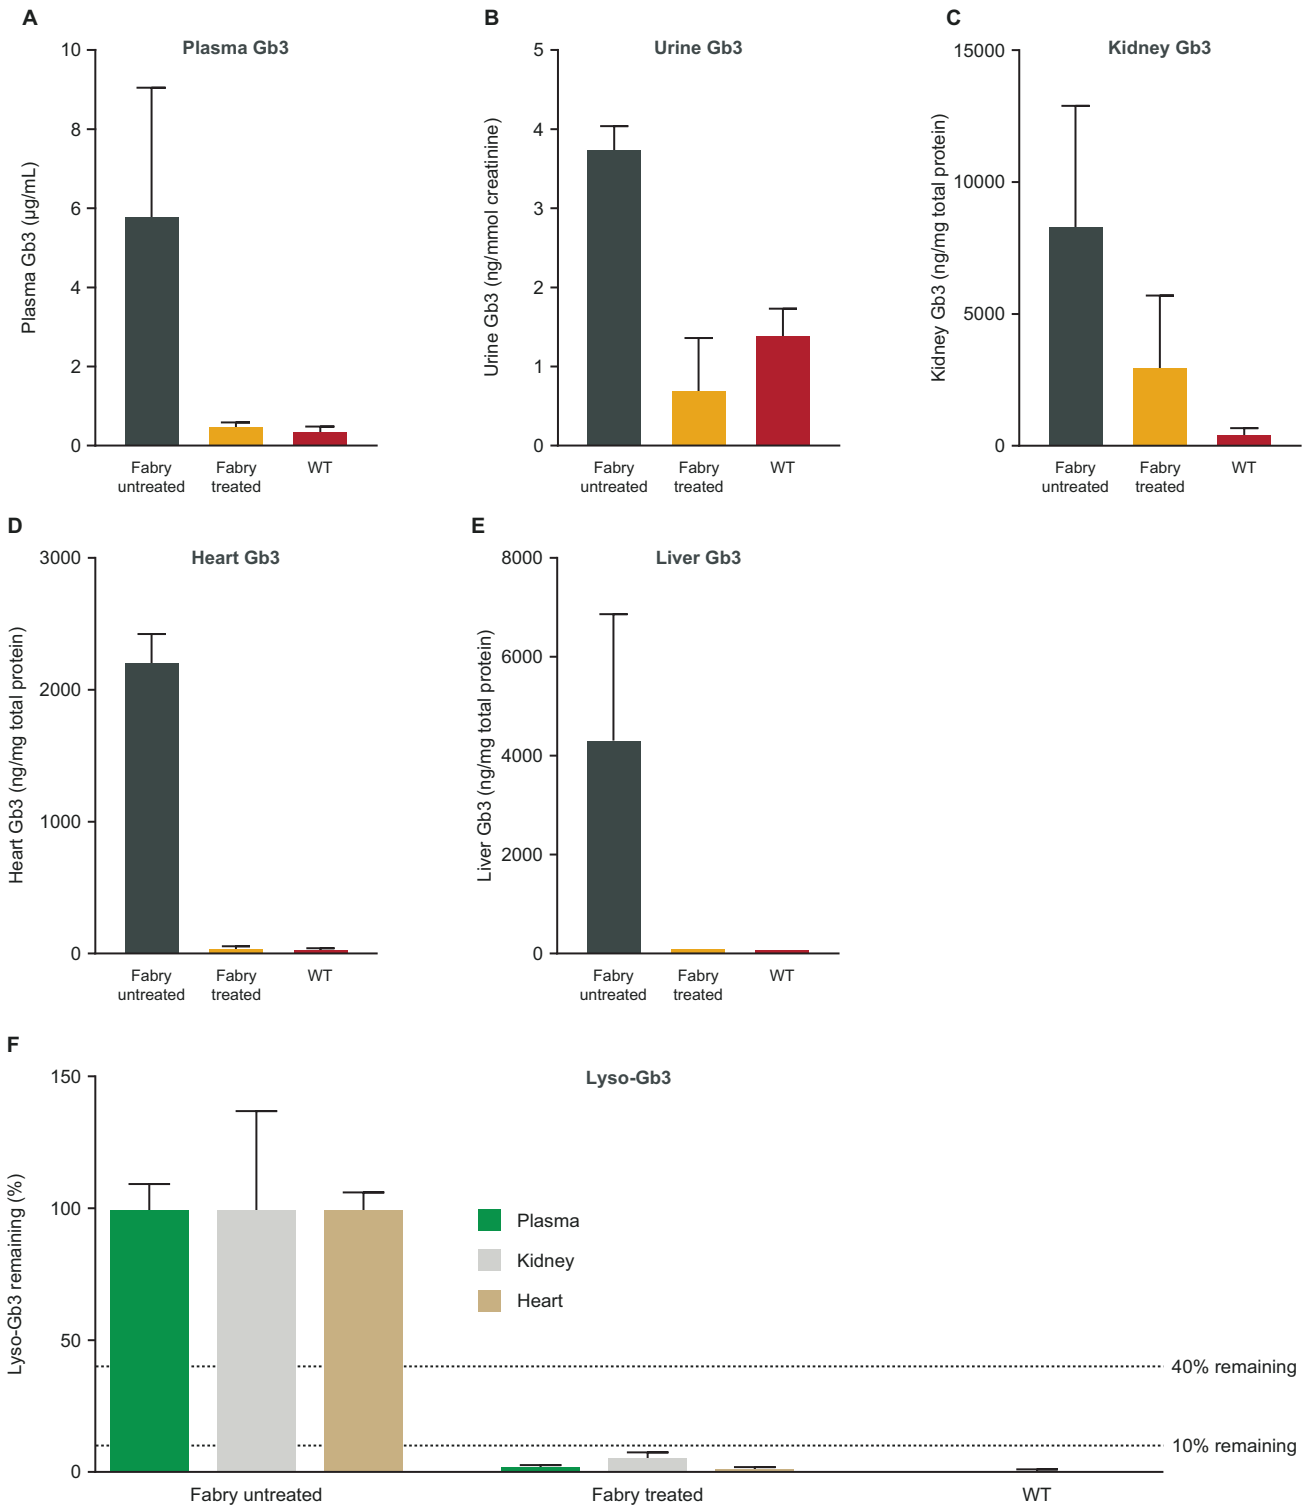 A
Plasma Gb3
Plasma Gb3 (µg/mL)
10
8
6
4
2
0
Fabry
untreated
Fabry
treated
WT
B
Urine Gb3
Urine Gb3 (ng/mmol creatinine)
5
4
3
2
1
0
Fabry
untreated
Fabry
treated
WT
C
Kidney Gb3
Kidney Gb3 (ng/mg total protein)
15000
10000
5000
0
Fabry
untreated
Fabry
treated
WT
D
Heart Gb3
Heart Gb3 (ng/mg total protein)
3000
2000
1000
0
Fabry
untreated
Fabry
treated
WT
E
Liver Gb3
Liver Gb3 (ng/mg total protein)
8000
6000
4000
2000
0
Fabry
untreated
Fabry
treated
WT
F
Lyso-Gb3
Lyso-Gb3 remaining (%)
150
100
50
0
Plasma
Kidney
Heart
40% remaining
10% remaining
Fabry untreated
Fabry treated
WT